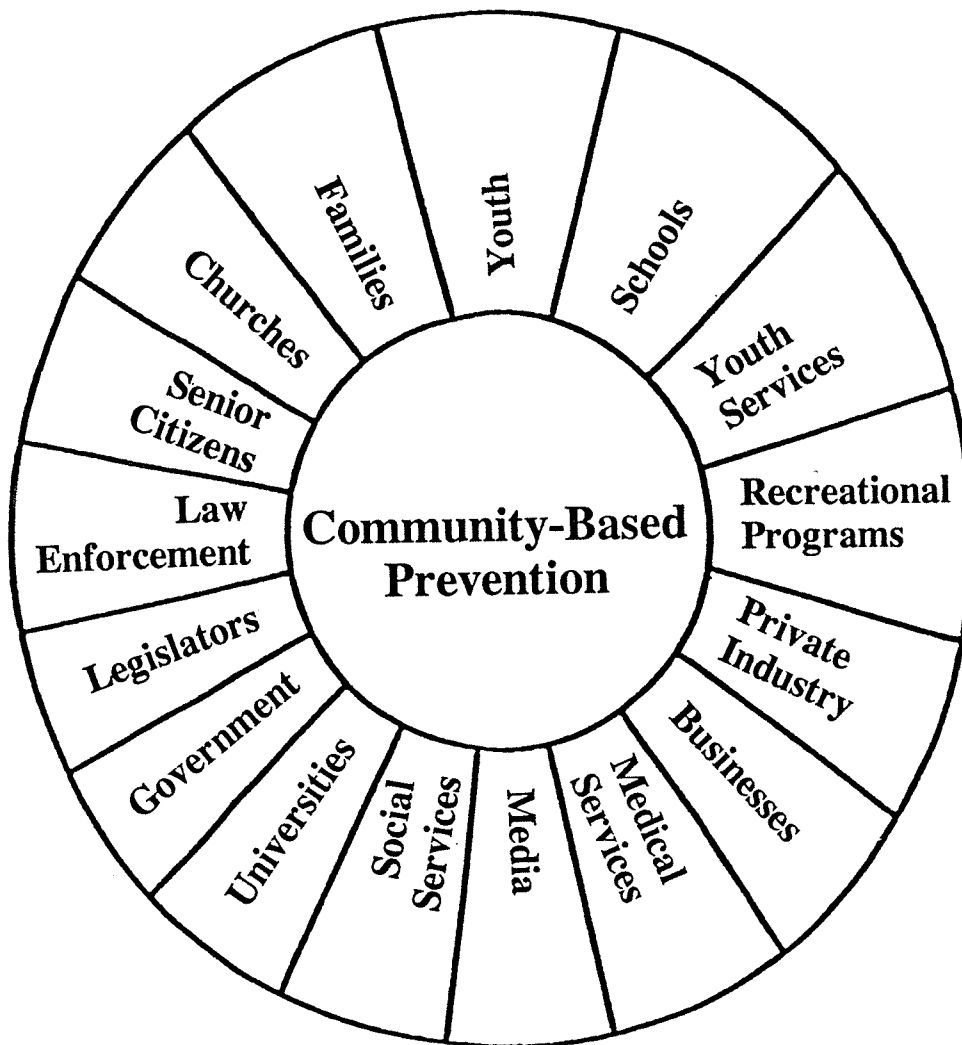 Youth
Schools
Youth
Services
Recreational
Programs
Private
Industry
Businesses
Medical
Services
Media
Social
Services
Universities
Government
Legislators
Law
Enforcement
Senior
Citizens
Churches
Families
Community-Based
Prevention